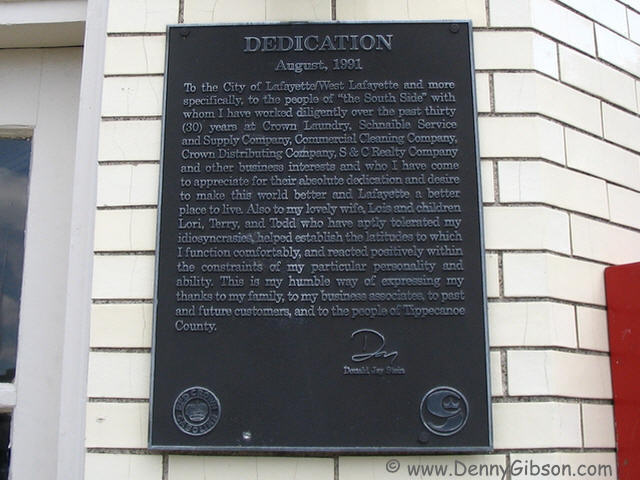 DEDICATION
August, 1991
To the City of Lafayette/West Lafayette and more
specifically, to the people of "the South Side" with
whom I have worked diligently over the past thirty
(30) years at Crown Laundry, Schnaible Service
and Supply Company, Commercial Cleaning Company,
Crown Distributing Company, S & C Realty Company
and other business interests and who I have come
to appreciate for their absolute dedication and desire
to make this world better and Lafayette a better
place to live. Also to my lovely wife, Lois and children
Lori, Terry, and Todd who have aptly tolerated my
idiosyncrasies, helped establish the latitudes to which
I function comfortably, and reacted positively within
the constraints of my particular personality and
ability. This is my humble way of expressing my
thanks to my family, to my business associates, to past
and future customers, and to the people of Tippecanoe
County.
Donald Jay Stein
© www.DennyGibson.com